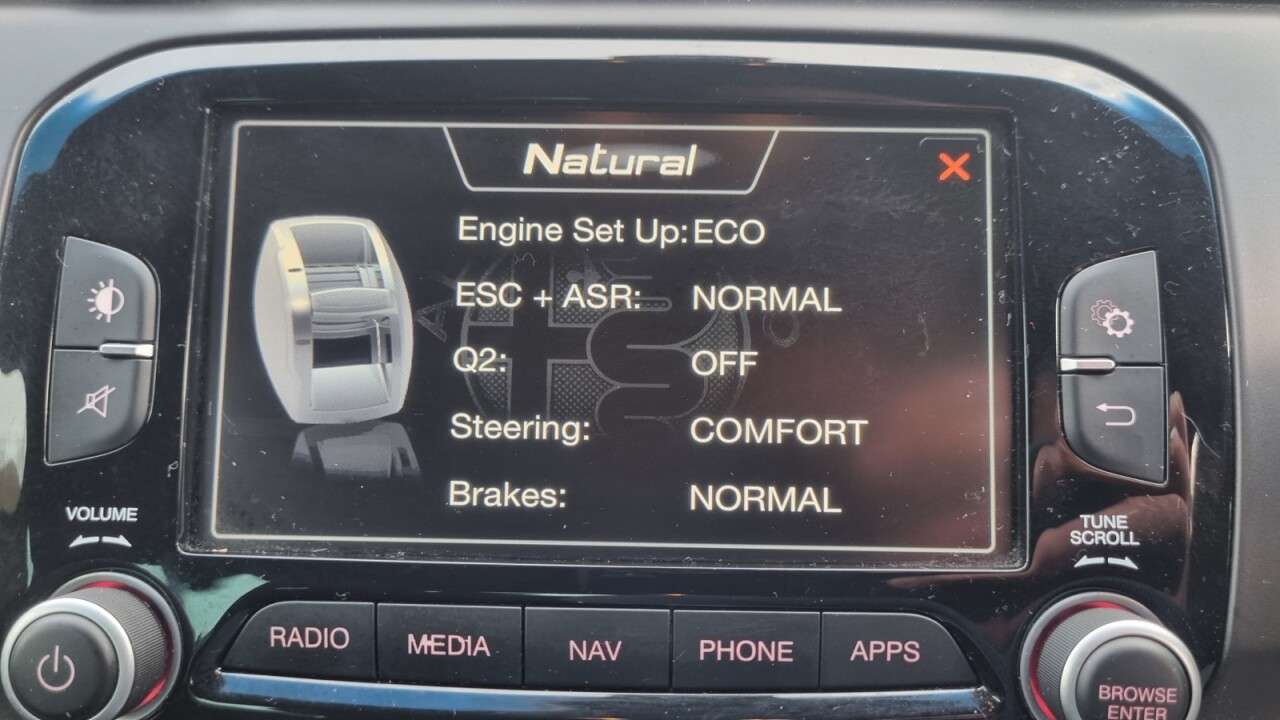 Natural
Engine Set Up: ECO
ESC + ASR: NORMAL
Q2: OFF
Steering: COMFORT
Brakes: NORMAL
VOLUME
TUNE
SCROLL
RADIO
MEDIA
NAV
PHONE
APPS
BROWSE
ENTER